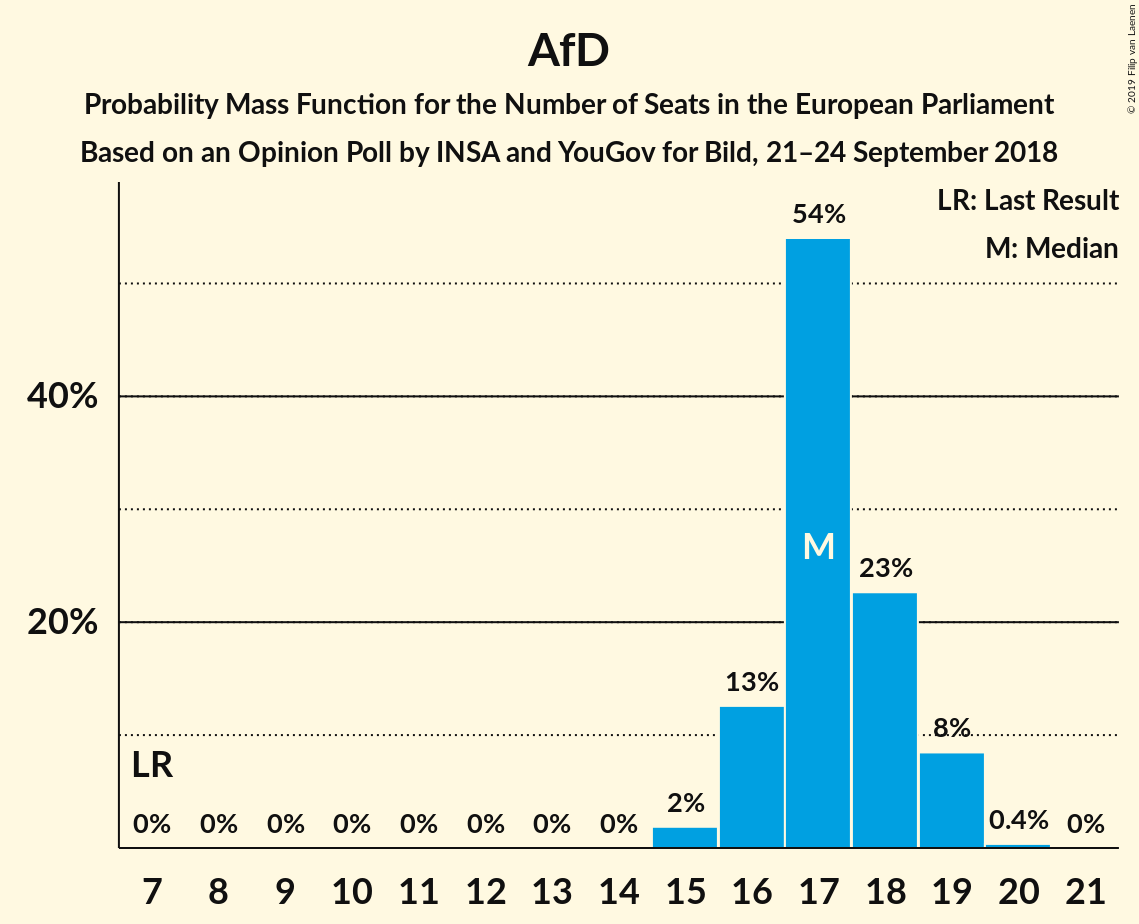 AfD
Probability Mass Function for the Number of Seats in the European Parliament
Based on an Opinion Poll by INSA and YouGov for Bild, 21–24 September 2018
© 2019 Filip van Laenen
LR: Last Result
M: Median
54%
40%
M
23%
20%
13%
8%
LR
2%
0% 0% 0% 0% 0% 0% 0% 0% 0.4% 0%
7 8 9 10 11 12 13 14 15 16 17 18 19 20 21